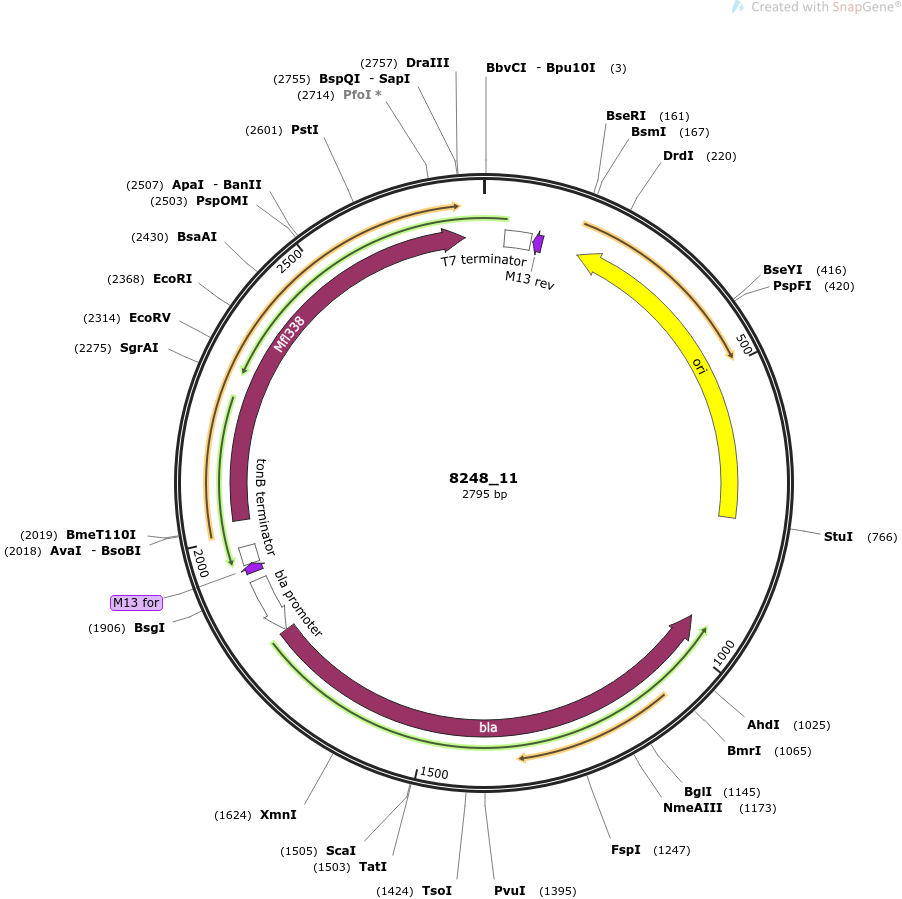 Created with SnapGene®
(2757) DraIII
BbvCI - Bpu10I (3)
(2755) BspQI - SapI
(2714) PfoI *
BseRI (161)
(2601) PstI
BsmI (167)
DrdI (220)
(2507) ApaI - BanII
(2503) PspOMI
(2430) BsaAI
2500
T7 terminator
M13 rev
BseYI (416)
(2368) EcoRI
PspFI (420)
(2314) EcoRV
Mfl338
500
(2275) SgrAI
ori
8248_11
2795 bp
tonB terminator
(2019) BmeT110I
StuI (766)
(2018) AvaI - BsoBI
2000
M13 for
bla promoter
(1906) BsgI
1000
bla
AhdI (1025)
BmrI (1065)
1500
BglI (1145)
NmeAIII (1173)
(1624) XmnI
(1505) ScaI
FspI (1247)
(1503) TatI
(1424) TsoI
PvuI (1395)